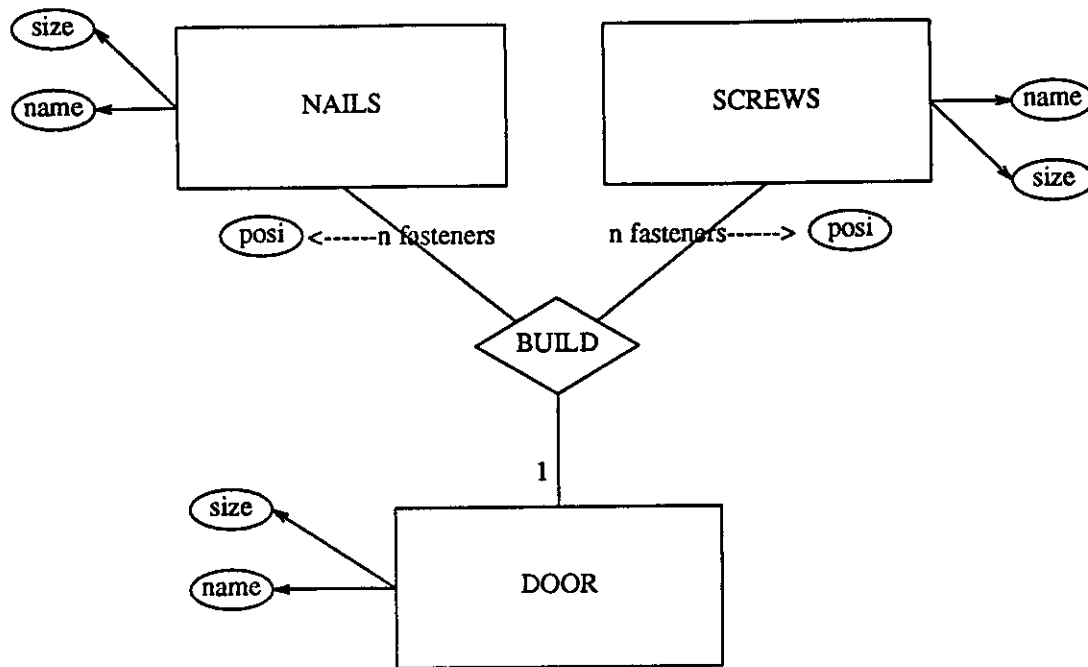 size
name
NAILS
SCREWS
name
size
posi <------n fasteners
n fasteners------> posi
BUILD
1
size
name
DOOR